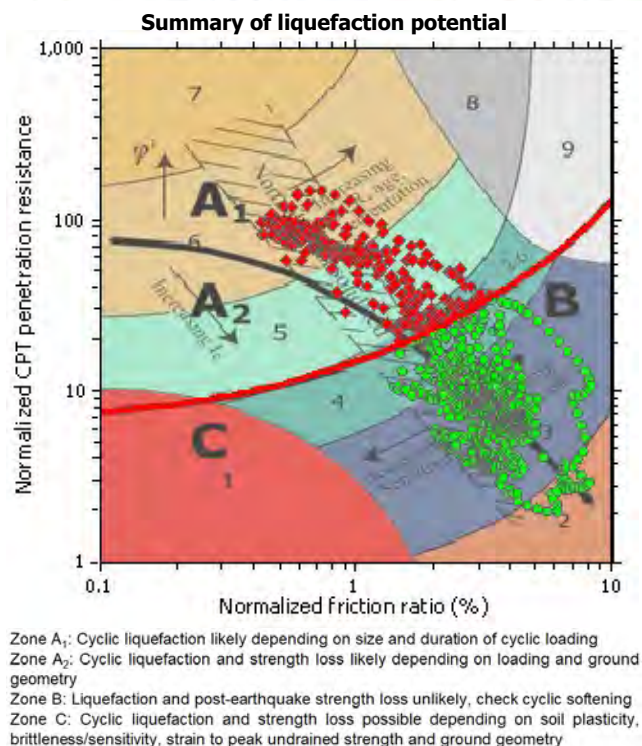 Summary of liquefaction potential
1,000
100
10
1
Normalized CPT penetration resistance
7
8
9
φ'
A1
6
A2
Increasing Ic
5
B
4
C
1
3
2
0.1
1
10
Normalized friction ratio (%)
Zone A1: Cyclic liquefaction likely depending on size and duration of cyclic loading
Zone A2: Cyclic liquefaction and strength loss likely depending on loading and ground
geometry
Zone B: Liquefaction and post-earthquake strength loss unlikely, check cyclic softening
Zone C: Cyclic liquefaction and strength loss possible depending on soil plasticity,
brittleness/sensitivity, strain to peak undrained strength and ground geometry